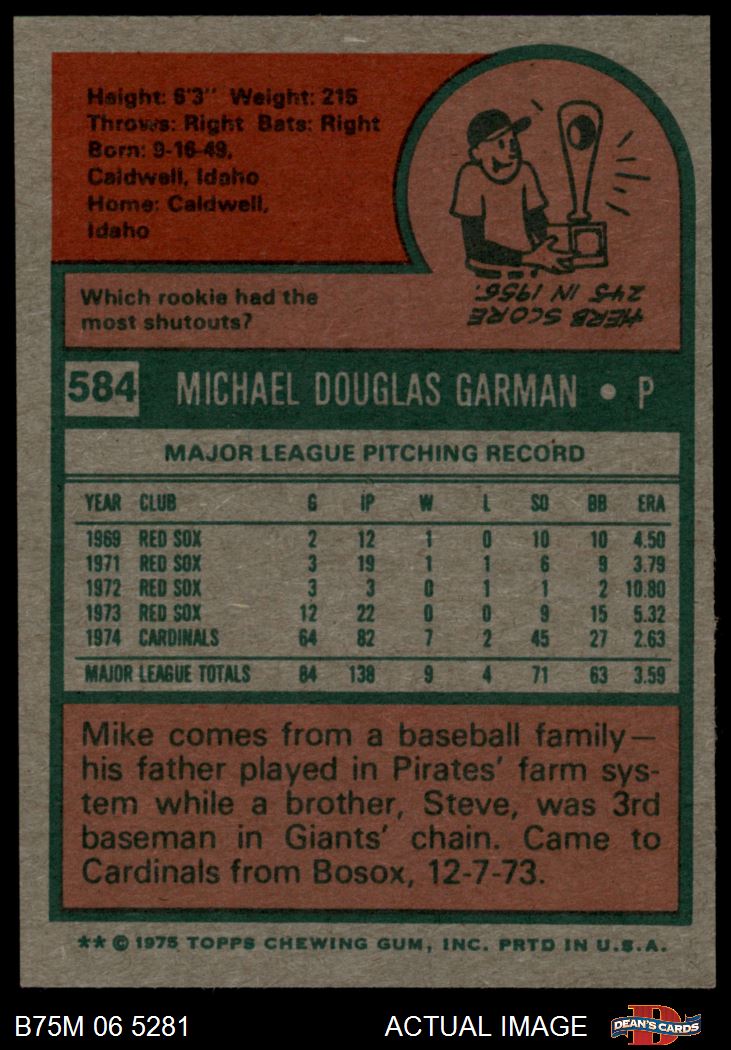 Height: 6'3" Weight: 215
Throws: Right Bats: Right
Born: 9-16-49,
Caldwell, Idaho
Home: Caldwell,
Idaho
Which rookie had the
most shutouts?
HERB SCORE
245 IN 1956.
584 MICHAEL DOUGLAS GARMAN • P
MAJOR LEAGUE PITCHING RECORD
YEAR CLUB G IP W L SO BB ERA
1969 RED SOX 2 12 1 0 10 10 4.50
1971 RED SOX 3 19 1 1 6 9 3.79
1972 RED SOX 3 3 0 1 1 2 10.80
1973 RED SOX 12 22 0 0 9 15 5.32
1974 CARDINALS 64 82 7 2 45 27 2.63
MAJOR LEAGUE TOTALS 84 138 9 4 71 63 3.59
Mike comes from a baseball family—
his father played in Pirates' farm sys-
tem while a brother, Steve, was 3rd
baseman in Giants' chain. Came to
Cardinals from Bosox, 12-7-73.
** © 1975 TOPPS CHEWING GUM, INC. PRTD IN U.S.A.
B75M 06 5281 ACTUAL IMAGE DEAN'S CARDS